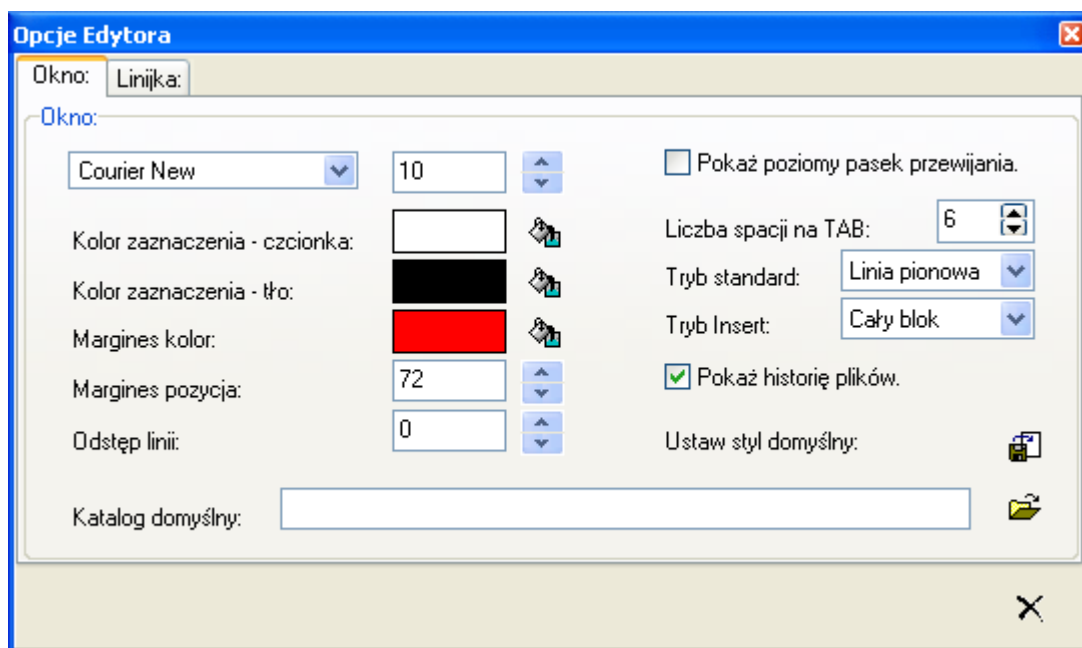 Opcje Edytora
Okno: Linijka:
Okno:
Courier New 10 Pokaż poziomy pasek przewijania.
Kolor zaznaczenia - czcionka: Liczba spacji na TAB: 6
Kolor zaznaczenia - tło: Tryb standard: Linia pionowa
Margines kolor: Tryb Insert: Cały blok
Margines pozycja: 72 Pokaż historię plików.
Odstęp linii: 0 Ustaw styl domyślny:
Katalog domyślny: